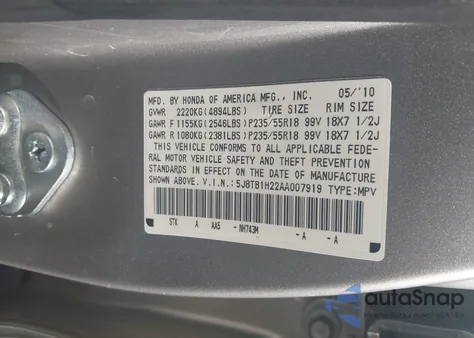 MFD. BY HONDA OF AMERICA MFG., INC. 05/'10
GVWR 2220KG(4894LBS) TIRE SIZE RIM SIZE
GAWR F 1155KG(2546LBS)P235/55R18 99V 18X7 1/2J
GAWR R 1080KG(2381LBS)P235/55R18 99V 18X7 1/2J
THIS VEHICLE CONFORMS TO ALL APPLICABLE FEDE-
RAL MOTOR VEHICLE SAFETY AND THEFT PREVENTION
STANDARDS IN EFFECT ON THE DATE OF MANUFACTURE
SHOWN ABOVE. V.I.N.:5J8TB1H22AA007919 TYPE:MPV
STK A AA5 - NH743M - A - A
autoSnap